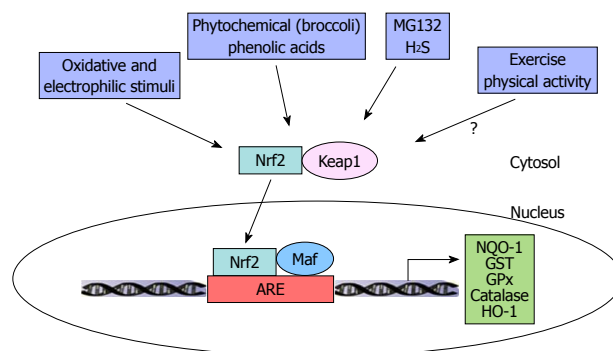 Oxidative and
electrophilic stimuli
Phytochemical (broccoli)
phenolic acids
MG132
H₂S
Exercise
physical activity
?
Nrf2
Keap1
Cytosol
Nucleus
Nrf2
Maf
ARE
NQO-1
GST
GPx
Catalase
HO-1